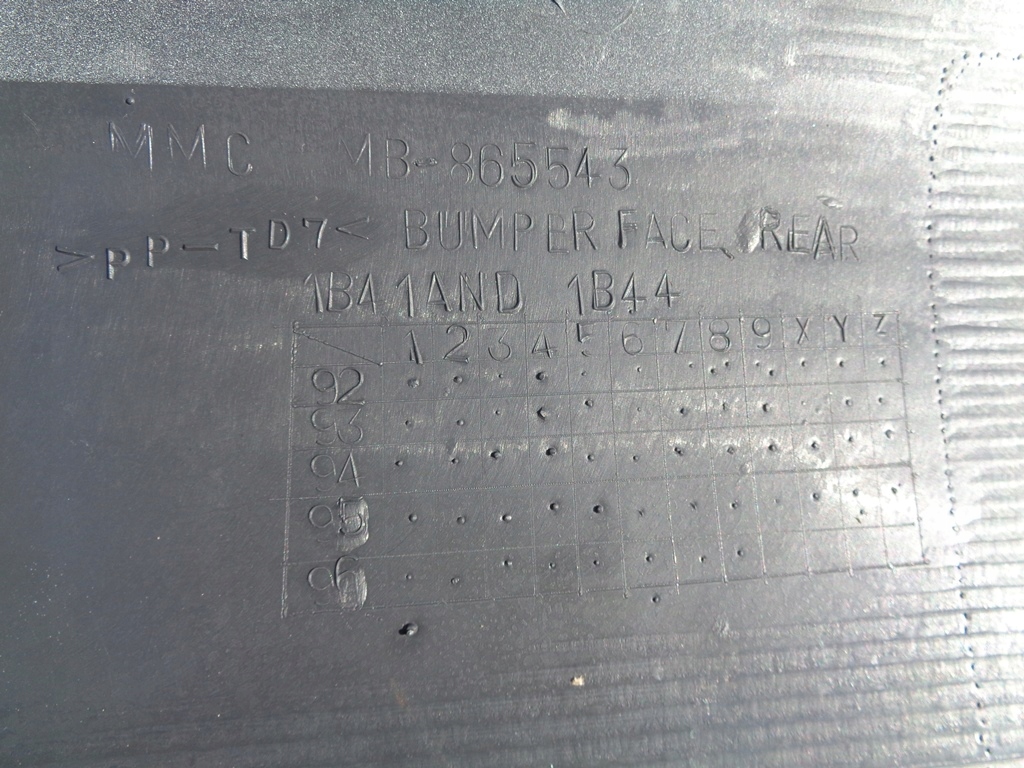 MMC MB-865543
>PP-TD7< BUMPER FACE, REAR
1BA1AND 1B44
1 2 3 4 5 6 7 8 9 X Y Z
92
93
94
95
96